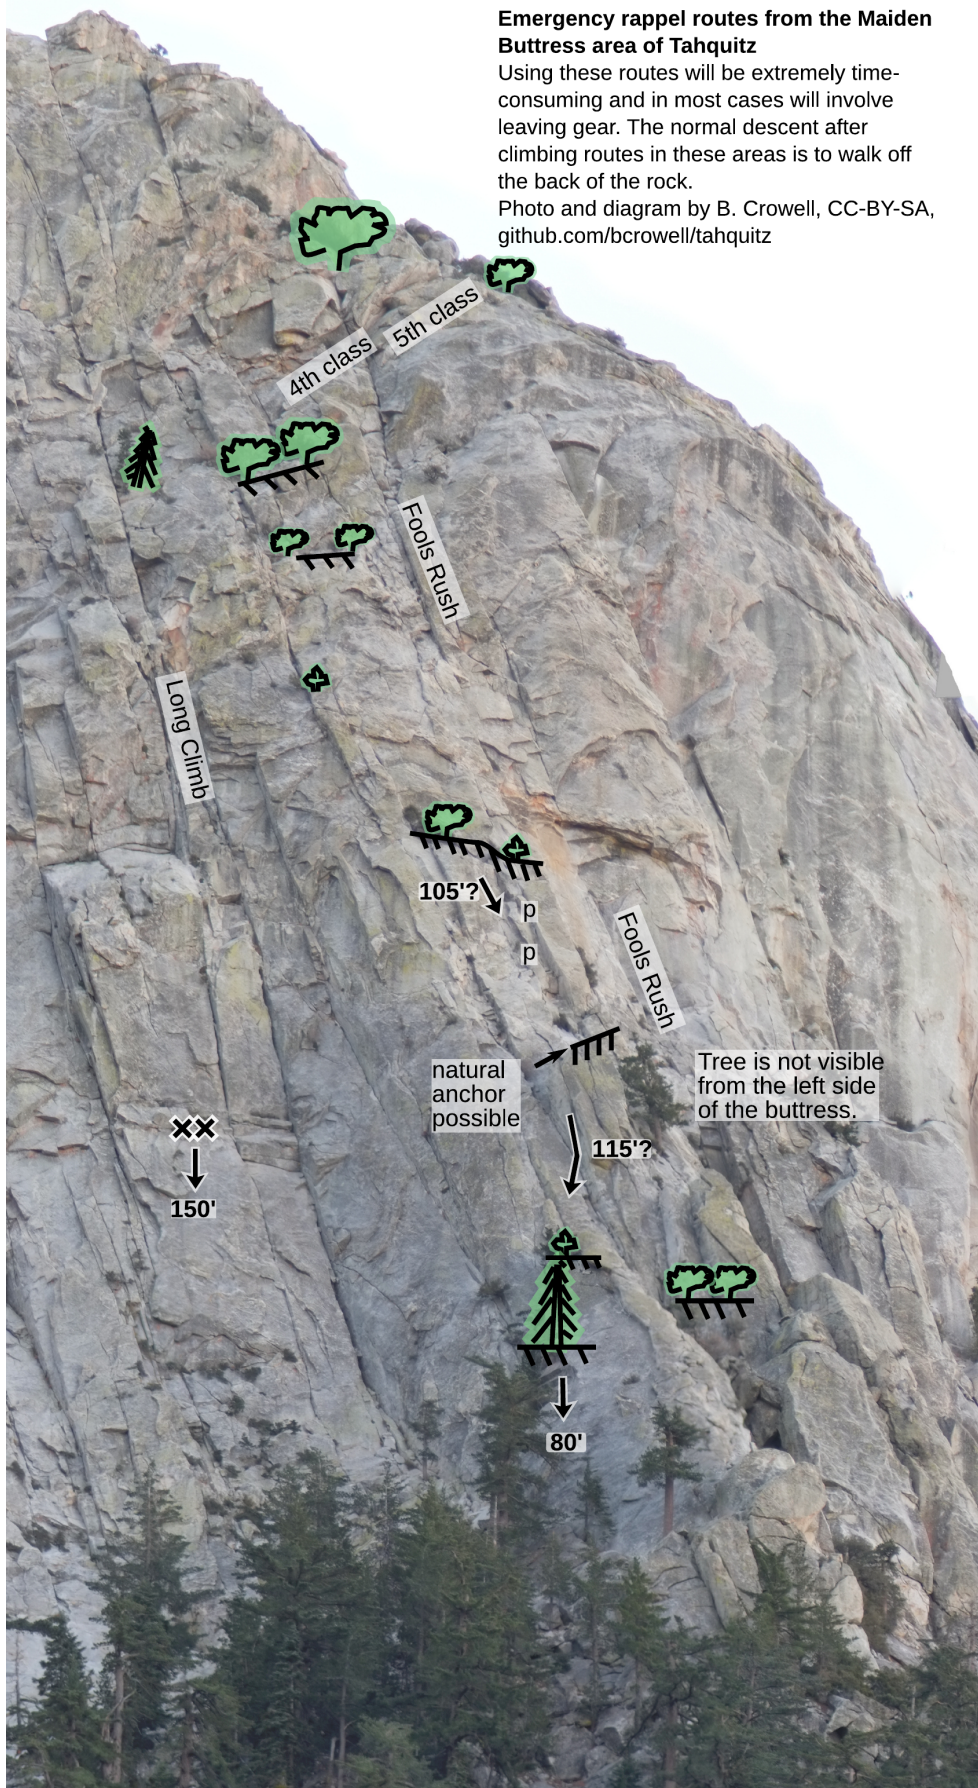 Emergency rappel routes from the Maiden
Buttress area of Tahquitz
Using these routes will be extremely time-
consuming and in most cases will involve
leaving gear. The normal descent after
climbing routes in these areas is to walk off
the back of the rock.
Photo and diagram by B. Crowell, CC-BY-SA,
github.com/bcrowell/tahquitz
5th class
4th class
Fools Rush
Long Climb
105'?
p
p
Fools Rush
natural
anchor
possible
Tree is not visible
from the left side
of the buttress.
115'?
150'
80'